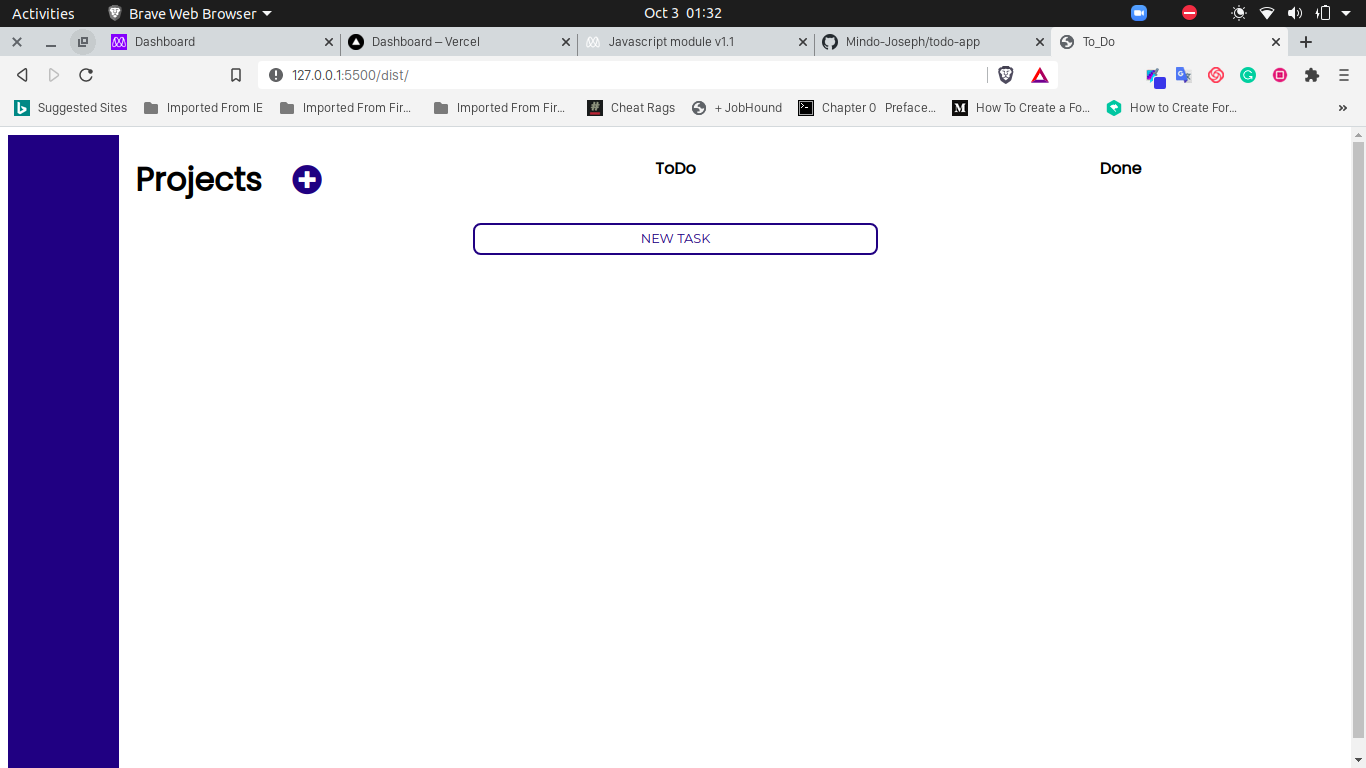 Activities Brave Web Browser Oct 3 01:32
Dashboard Dashboard – Vercel Javascript module v1.1 Mindo-Joseph/todo-app To_Do
127.0.0.1:5500/dist/
Suggested Sites Imported From IE Imported From Fir... Imported From Fir... Cheat Rags + JobHound Chapter 0 Preface... How To Create a Fo... How to Create For... »
Projects ToDo Done
NEW TASK